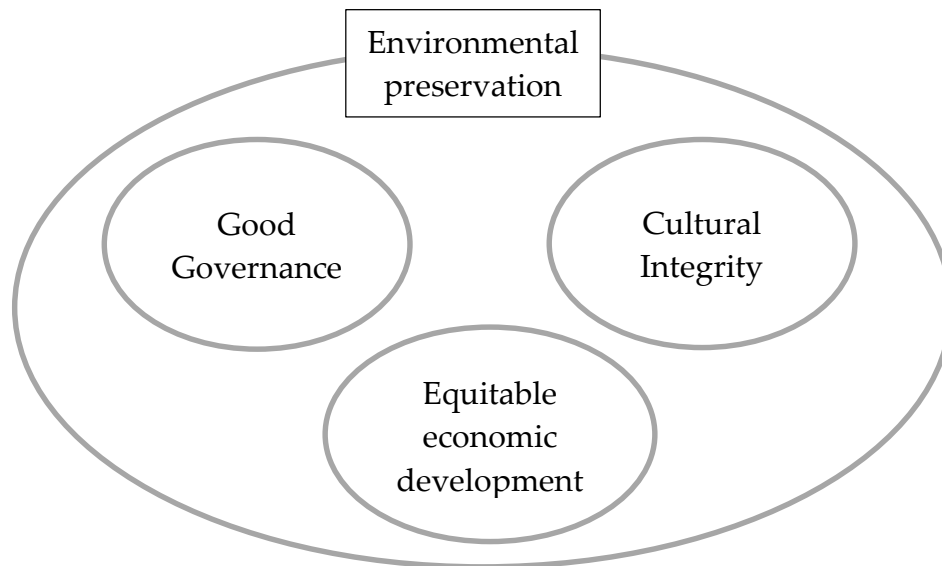 Environmental
preservation
Good
Governance
Cultural
Integrity
Equitable
economic
development